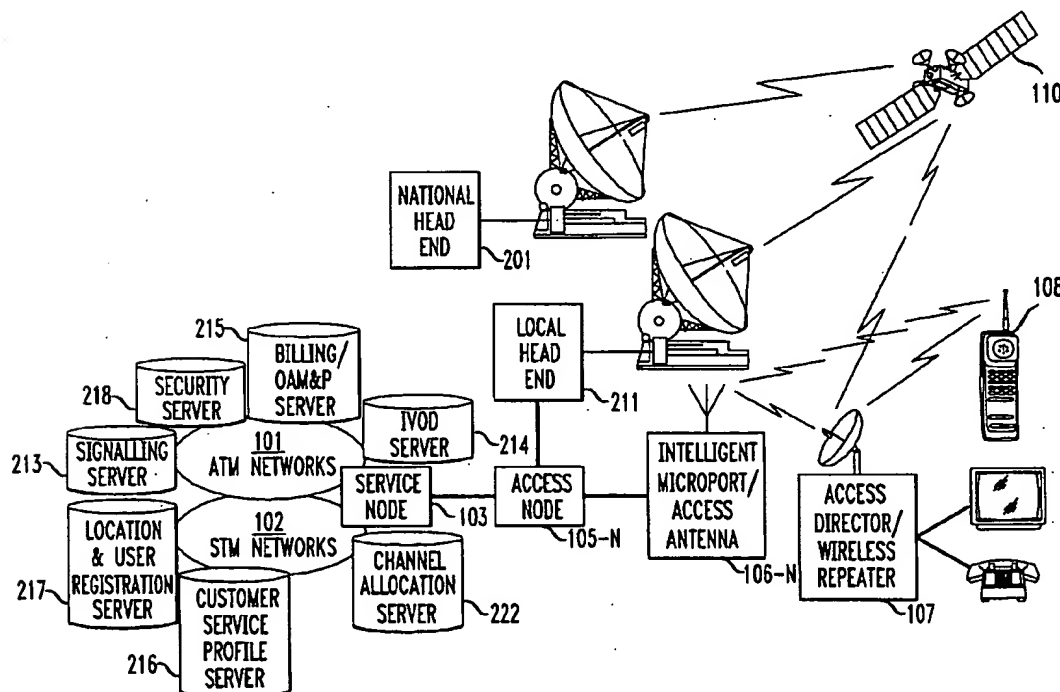 110
NATIONAL
HEAD
END
201
108
215
BILLING/
OAM&P
SERVER
LOCAL
HEAD
END
211
218
SECURITY
SERVER
IVOD
SERVER
214
213
SIGNALLING
SERVER
101
ATM NETWORKS
SERVICE
NODE
103
ACCESS
NODE
105-N
INTELLIGENT
MICROPORT/
ACCESS
ANTENNA
106-N
ACCESS
DIRECTOR/
WIRELESS
REPEATER
107
LOCATION
& USER
REGISTRATION
SERVER
217
102
STM NETWORKS
CUSTOMER
SERVICE
PROFILE
SERVER
216
CHANNEL
ALLOCATION
SERVER
222